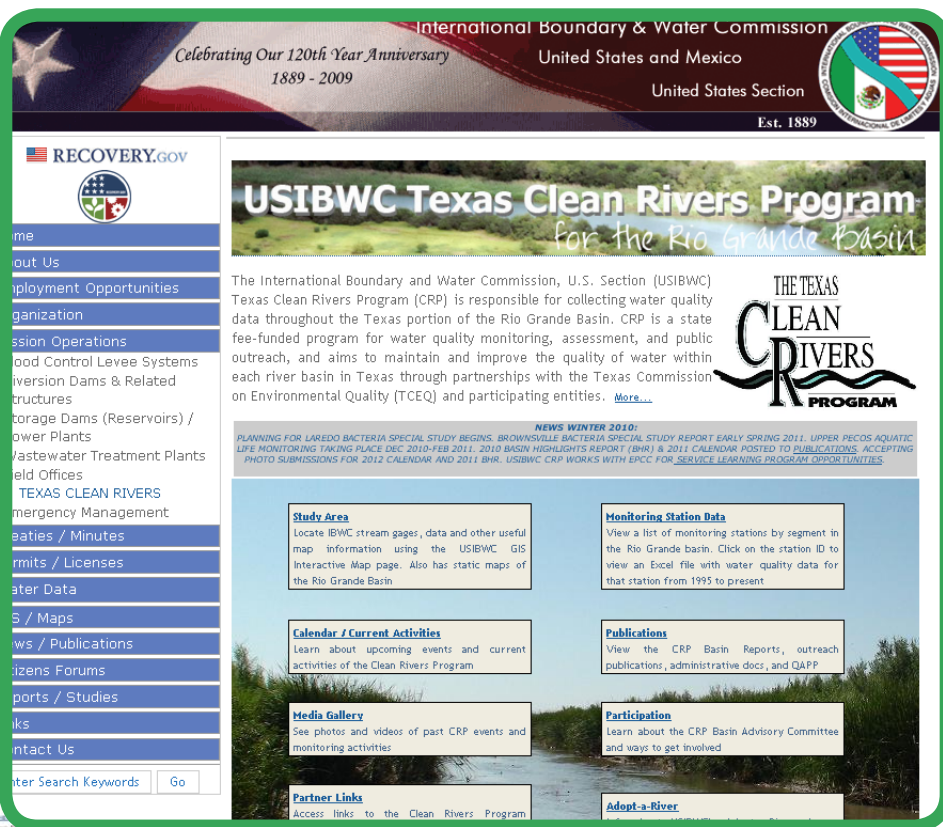 International Boundary & Water Commission
Celebrating Our 120th Year Anniversary
1889 - 2009
United States and Mexico
United States Section
Est. 1889
RECOVERY.GOV
ome
out Us
mployment Opportunities
ganization
ssion Operations
lood Control Levee Systems
iversion Dams & Related
tructures
torage Dams (Reservoirs) /
ower Plants
Wastewater Treatment Plants
ield Offices
TEXAS CLEAN RIVERS
mergency Management
eaties / Minutes
rmits / Licenses
ater Data
S / Maps
ws / Publications
tizens Forums
ports / Studies
ks
ntact Us
nter Search Keywords Go
USIBWC Texas Clean Rivers Program
for the Rio Grande Basin
The International Boundary and Water Commission, U.S. Section (USIBWC)
Texas Clean Rivers Program (CRP) is responsible for collecting water quality
data throughout the Texas portion of the Rio Grande Basin. CRP is a state
fee-funded program for water quality monitoring, assessment, and public
outreach, and aims to maintain and improve the quality of water within
each river basin in Texas through partnerships with the Texas Commission
on Environmental Quality (TCEQ) and participating entities. More...
THE TEXAS
CLEAN
RIVERS
PROGRAM
NEWS WINTER 2010:
PLANNING FOR LAREDO BACTERIA SPECIAL STUDY BEGINS. BROWNSVILLE BACTERIA SPECIAL STUDY REPORT EARLY SPRING 2011. UPPER PECOS AQUATIC
LIFE MONITORING TAKING PLACE DEC 2010-FEB 2011. 2010 BASIN HIGHLIGHTS REPORT (BHR) & 2011 CALENDAR POSTED TO PUBLICATIONS. ACCEPTING
PHOTO SUBMISSIONS FOR 2012 CALENDAR AND 2011 BHR. USIBWC CRP WORKS WITH EPCC FOR SERVICE LEARNING PROGRAM OPPORTUNITIES.
Study Area
Locate IBWC stream gages, data and other useful
map information using the USIBWC GIS
Interactive Map page. Also has static maps of
the Rio Grande Basin
Monitoring Station Data
View a list of monitoring stations by segment in
the Rio Grande basin. Click on the station ID to
view an Excel file with water quality data for
that station from 1995 to present
Calendar / Current Activities
Learn about upcoming events and current
activities of the Clean Rivers Program
Publications
View the CRP Basin Reports, outreach
publications, administrative docs, and QAPP
Media Gallery
See photos and videos of past CRP events and
monitoring activities
Participation
Learn about the CRP Basin Advisory Committee
and ways to get involved
Partner Links
Access links to the Clean Rivers Program
Adopt-a-River